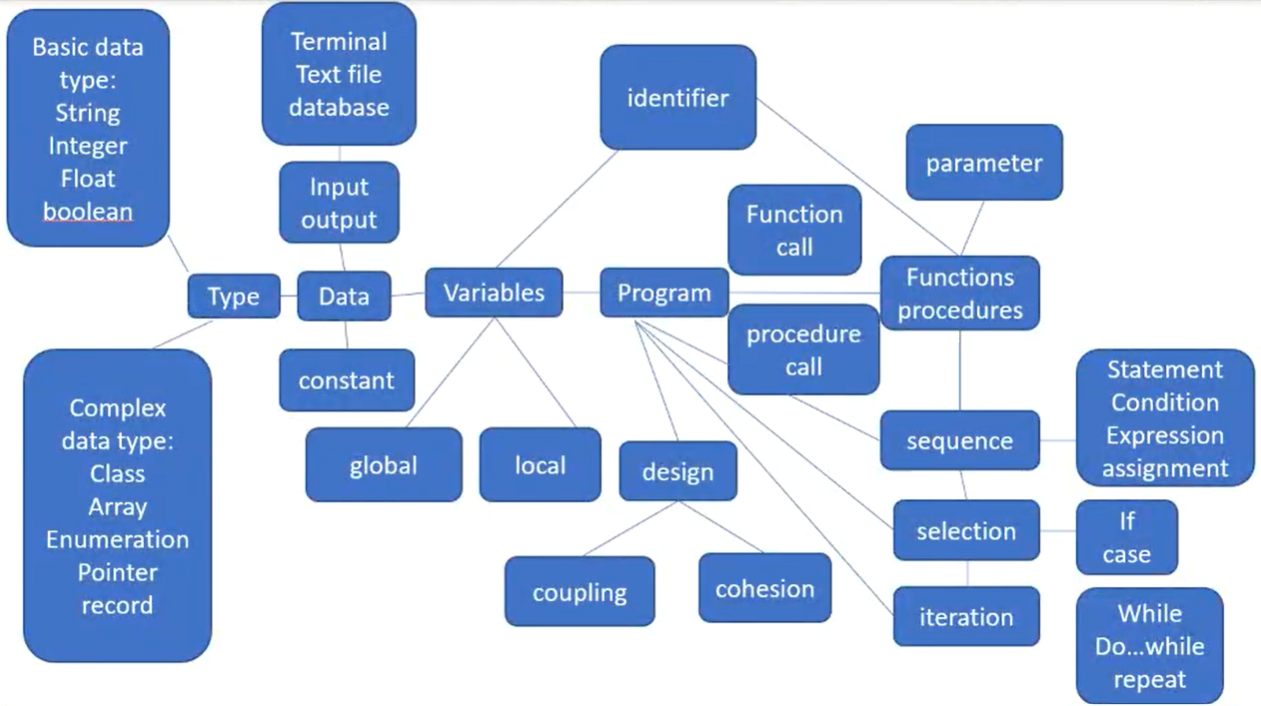 Basic data
type:
String
Integer
Float
boolean
Terminal
Text file
database
identifier
parameter
Input
output
Function
call
Type
Data
Variables
Program
Functions
procedures
constant
procedure
call
Complex
data type:
Class
Array
Enumeration
Pointer
record
global
local
design
sequence
Statement
Condition
Expression
assignment
selection
If
case
coupling
cohesion
iteration
While
Do...while
repeat